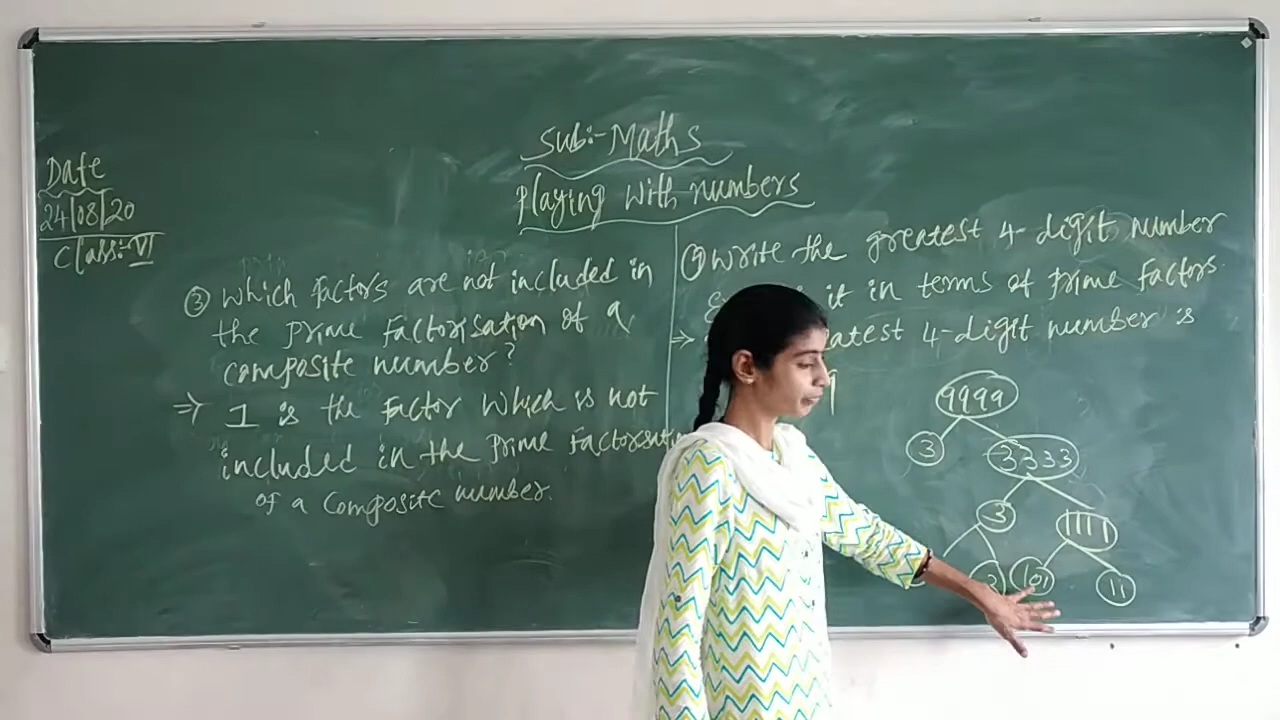 Sub:- Maths
Playing with numbers
Date
24/08/20
Class:- VI
③ Which factors are not included in
the prime factorisation of a
composite number?
⇒ 1 is the factor which is not
included in the prime factorisation
of a composite number.
Write the greatest 4-digit number
it in terms of prime factors.
⇒ 4-digit number is
9999
3 3333
3 1111
3 101 11